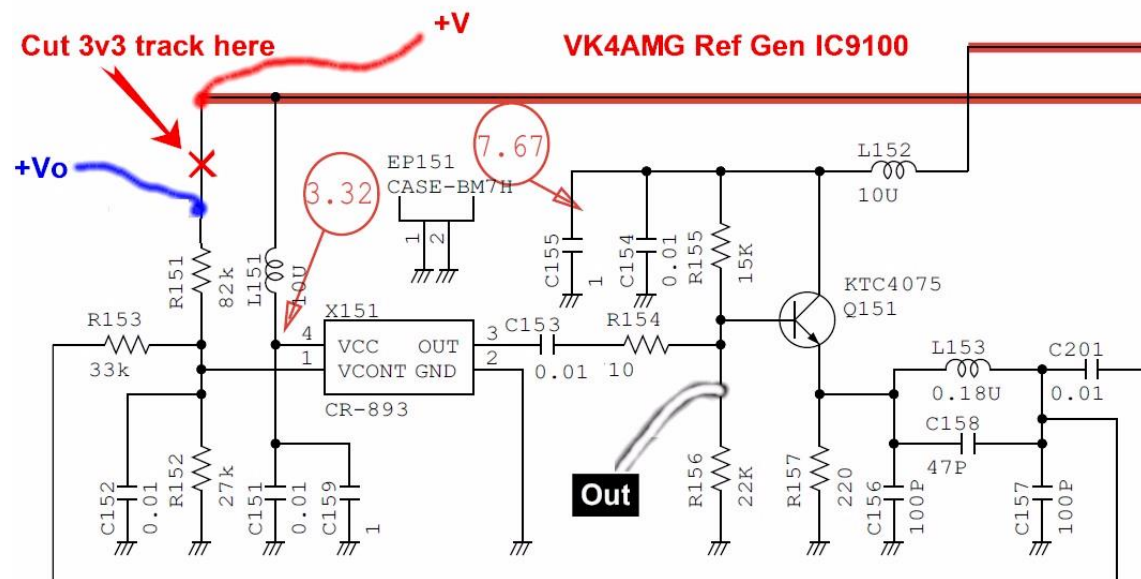 +V
Cut 3v3 track here
VK4AMG Ref Gen IC9100
+Vo
7.67
EP151
CASE-BM7H
1
2
3.32
L152
10U
R151
82k
L151
10U
C155
1
C154
0.01
R155
15K
KTC4075
Q151
R153
33k
X151
4
VCC
OUT
3
1
VCONT
GND
2
CR-893
C153
0.01
R154
10
L153
0.18U
C201
0.01
C158
47P
C152
0.01
R152
27k
C151
0.01
C159
1
Out
R156
22K
R157
220
C156
100P
C157
100P